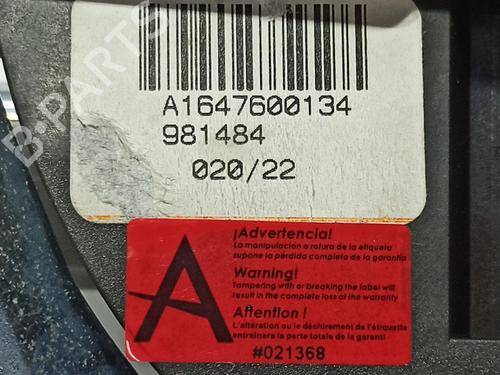 B-PARTS
A1647600134
981484
020/22
A
¡Advertencia!
La manipulación o rotura de la etiqueta
supone la pérdida completa de la garantía
Warning!
Tampering with or breaking the label will
result in the complete loss of the warranty
Attention !
L'altération ou le déchirement de l'étiquette
entraînera la perte totale de la garanti
#021368